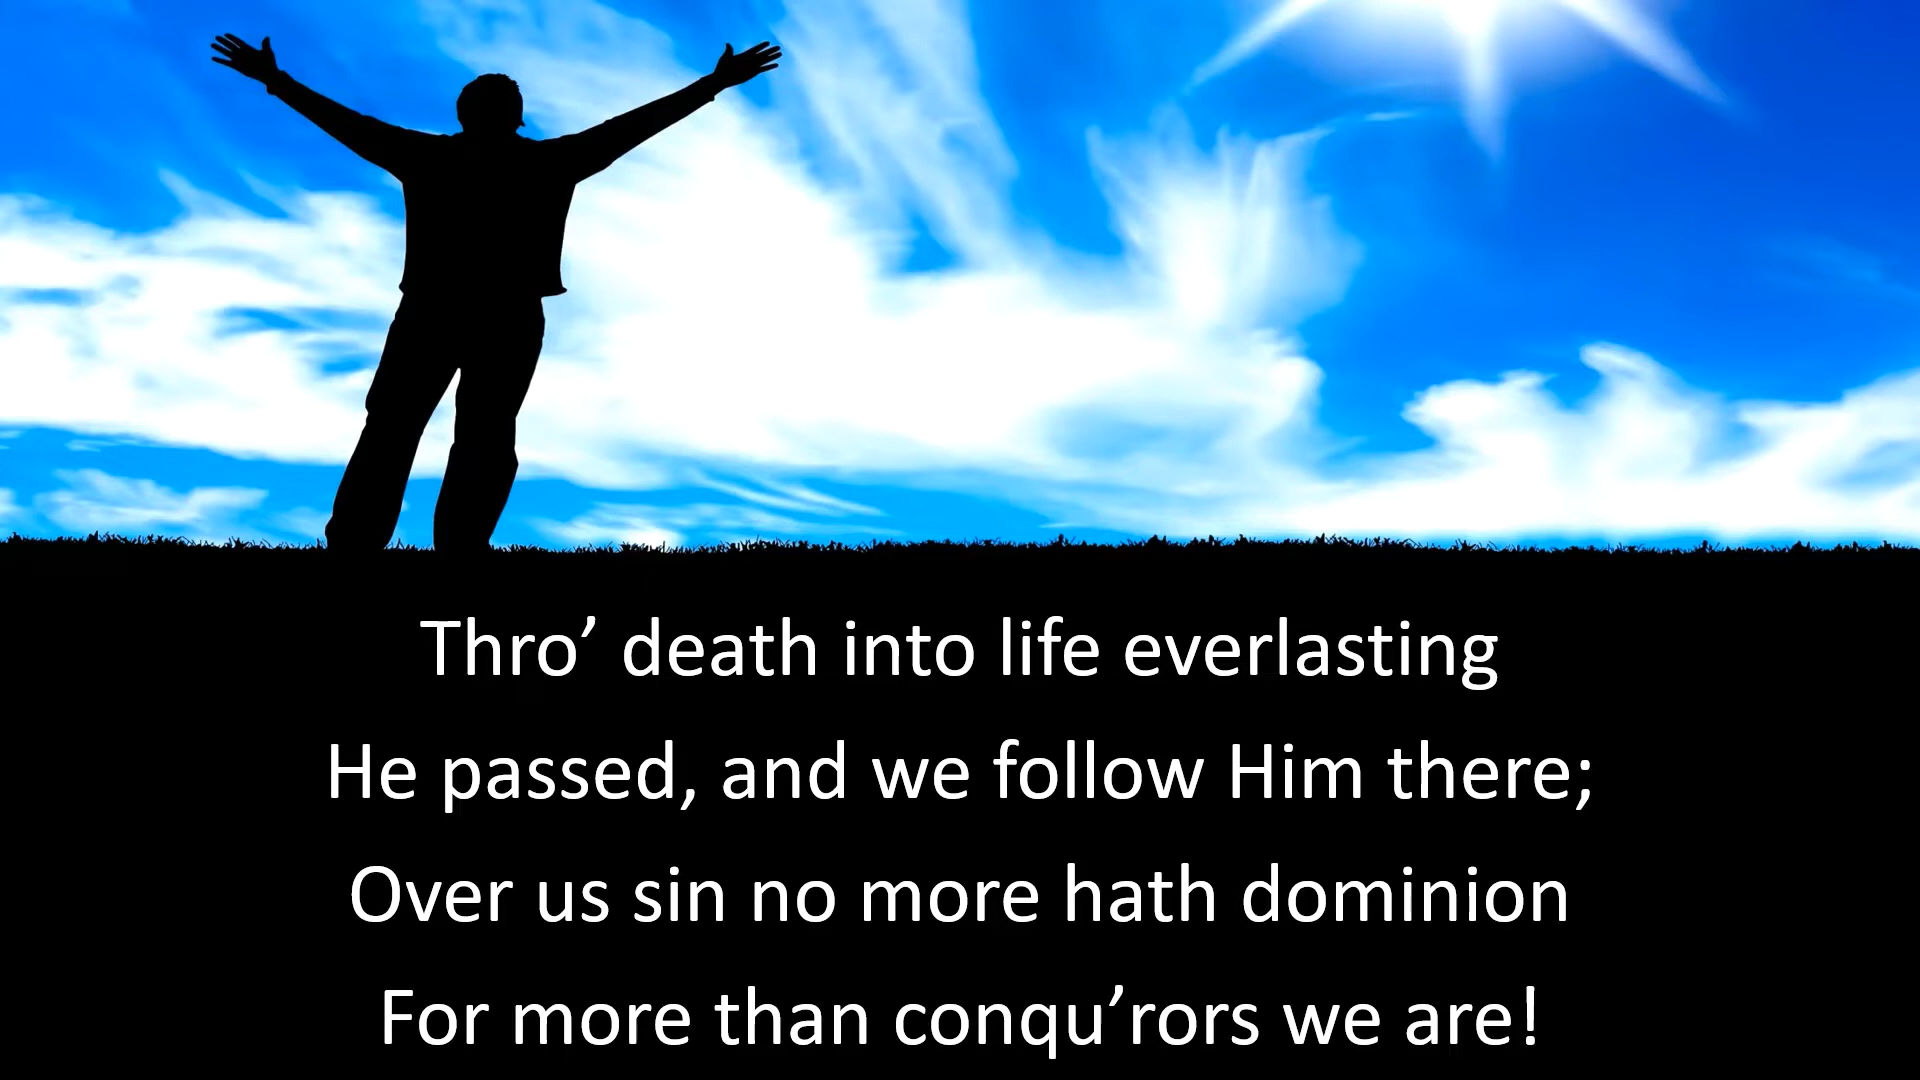 Thro’ death into life everlasting
He passed, and we follow Him there;
Over us sin no more hath dominion
For more than conqu’rors we are!